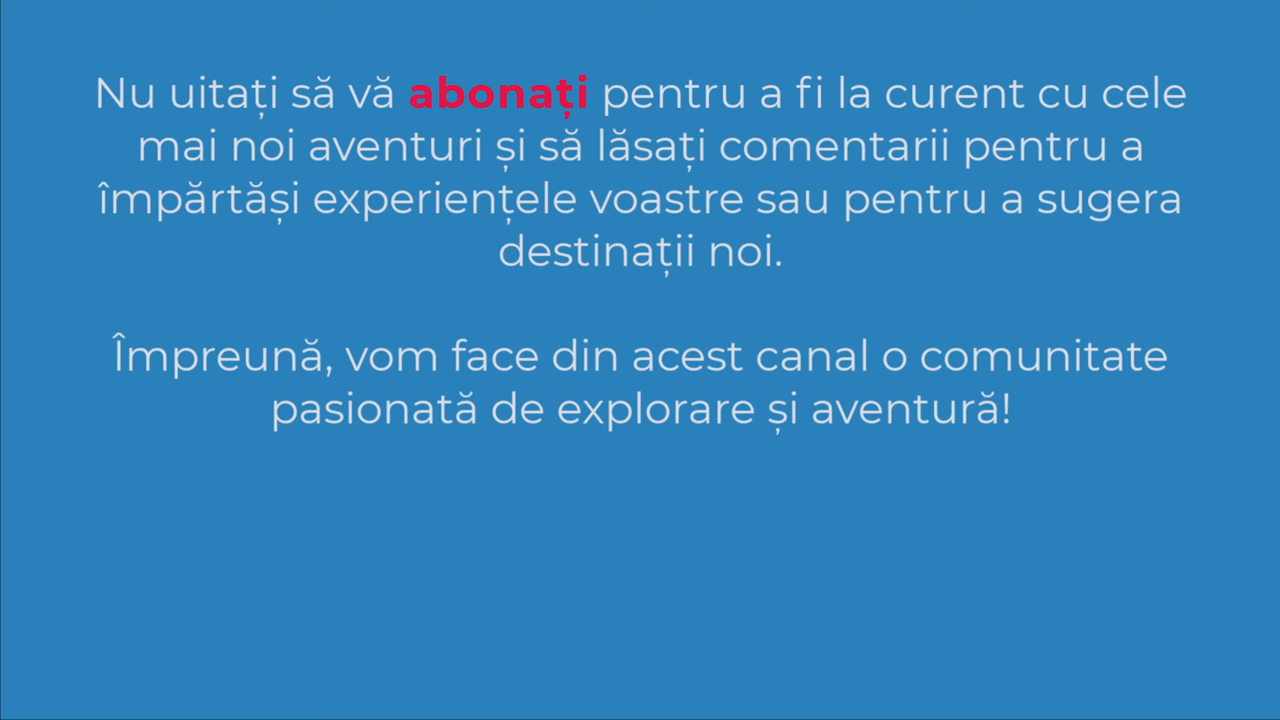 Nu uitați să vă abonați pentru a fi la curent cu cele
mai noi aventuri și să lăsați comentarii pentru a
împărtăși experiențele voastre sau pentru a sugera
destinații noi.
Împreună, vom face din acest canal o comunitate
pasionată de explorare și aventură!